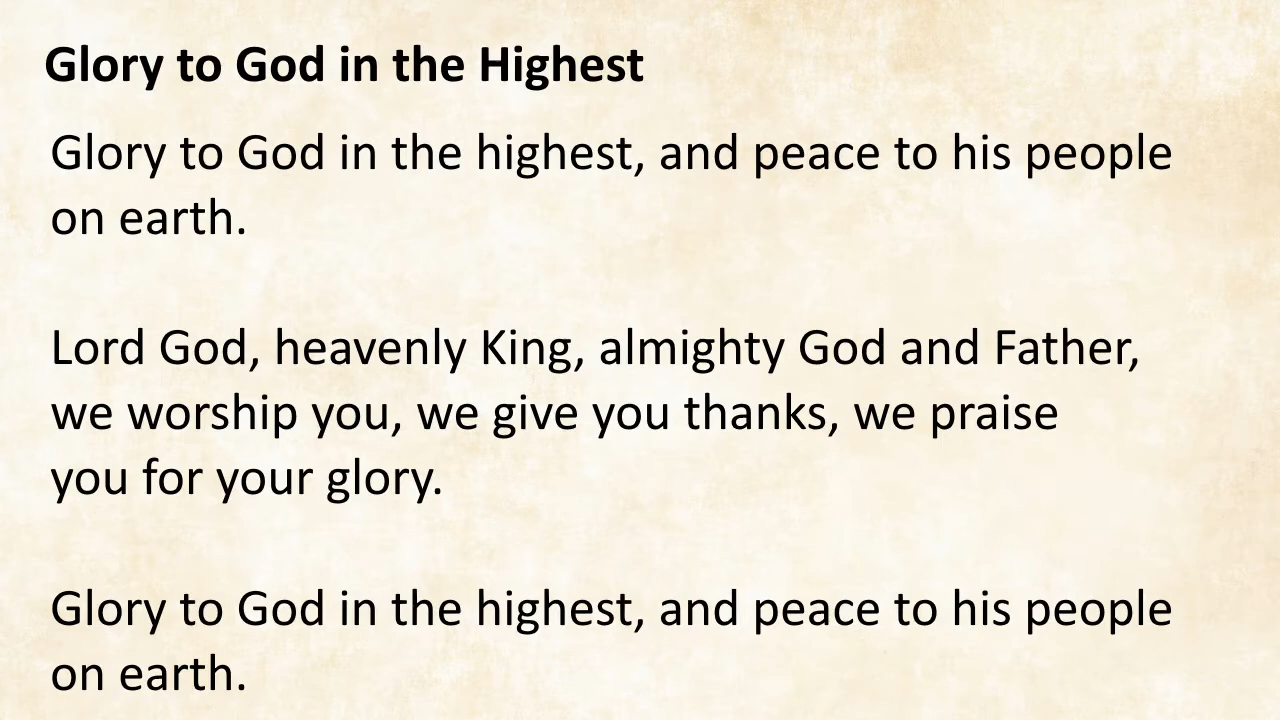 Glory to God in the Highest
Glory to God in the highest, and peace to his people
on earth.
Lord God, heavenly King, almighty God and Father,
we worship you, we give you thanks, we praise
you for your glory.
Glory to God in the highest, and peace to his people
on earth.